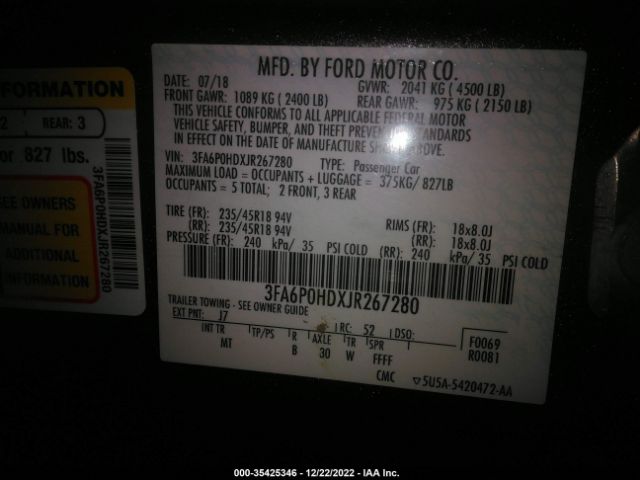 MFD. BY FORD MOTOR CO.
DATE: 07/18 GVWR: 2041 KG ( 4500 LB)
FRONT GAWR: 1089 KG ( 2400 LB) REAR GAWR: 975 KG ( 2150 LB)
THIS VEHICLE CONFORMS TO ALL APPLICABLE FEDERAL MOTOR
VEHICLE SAFETY, BUMPER, AND THEFT PREVENTION STANDARDS
IN EFFECT ON THE DATE OF MANUFACTURE SHOWN ABOVE.
VIN: 3FA6P0HDXJR267280 TYPE: Passenger Car
MAXIMUM LOAD = OCCUPANTS + LUGGAGE = 375KG/ 827LB
OCCUPANTS = 5 TOTAL; 2 FRONT, 3 REAR
TIRE (FR): 235/45R18 94V RIMS (FR): 18x8.0J
(RR): 235/45R18 94V (RR): 18x8.0J
PRESSURE (FR): 240 kPa/ 35 PSI COLD (RR): 240 kPa/ 35 PSI COLD
3FA6P0HDXJR267280
TRAILER TOWING - SEE OWNER GUIDE
EXT PNT: J7 RC: 52 DSO:
INT TR TP/PS R AXLE TR SPR
MT B 30 W FFFF
F0069
R0081
CMC ▽5U5A-5420472-AA
FORMATION
2 REAR: 3
or 827 lbs.
SEE OWNERS
MANUAL FOR
ADDITIONAL
INFORMATION
3FA6P0HDXJR267280
000-35425346 - 12/22/2022 - IAA Inc.